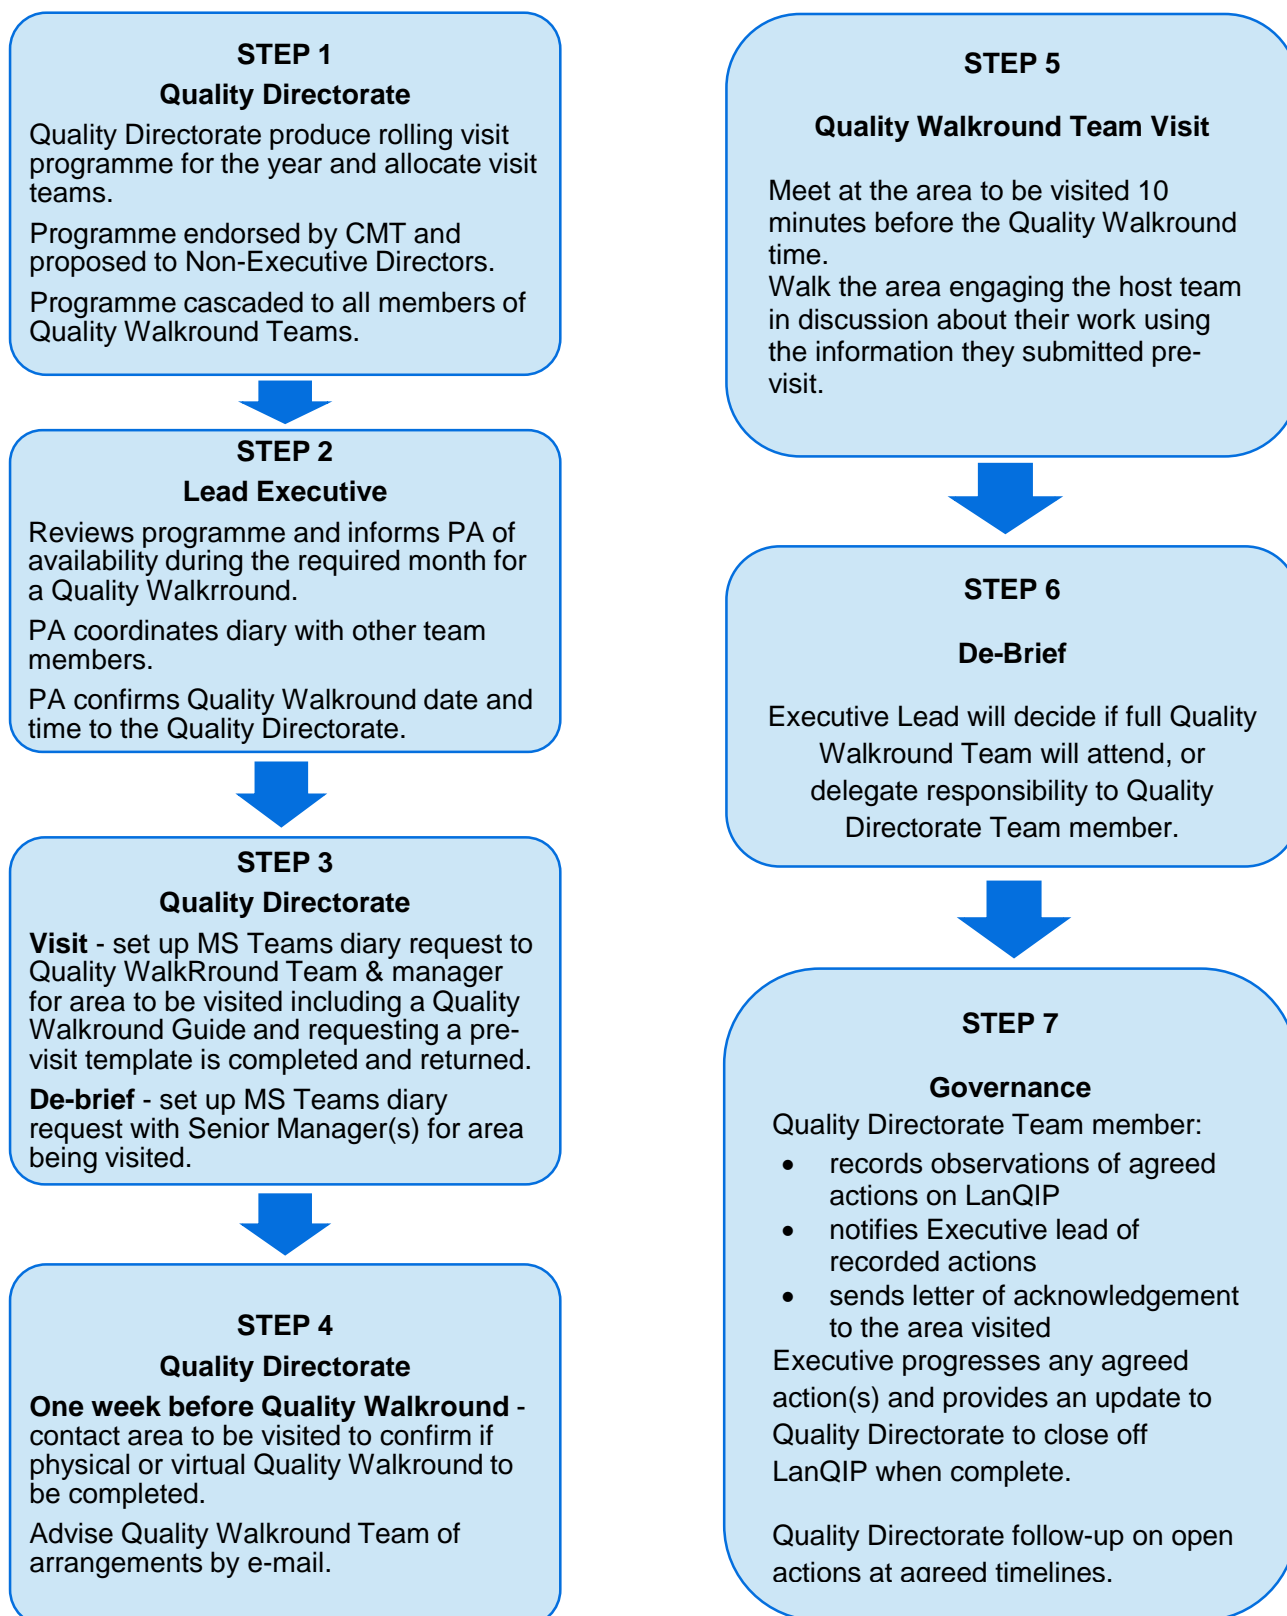 STEP 1
Quality Directorate
Quality Directorate produce rolling visit
programme for the year and allocate visit
teams.
Programme endorsed by CMT and
proposed to Non-Executive Directors.
Programme cascaded to all members of
Quality Walkround Teams.
STEP 2
Lead Executive
Reviews programme and informs PA of
availability during the required month for
a Quality Walkrround.
PA coordinates diary with other team
members.
PA confirms Quality Walkround date and
time to the Quality Directorate.
STEP 3
Quality Directorate
Visit - set up MS Teams diary request to
Quality WalkRround Team & manager
for area to be visited including a Quality
Walkround Guide and requesting a pre-
visit template is completed and returned.
De-brief - set up MS Teams diary
request with Senior Manager(s) for area
being visited.
STEP 4
Quality Directorate
One week before Quality Walkround -
contact area to be visited to confirm if
physical or virtual Quality Walkround to
be completed.
Advise Quality Walkround Team of
arrangements by e-mail.
STEP 5
Quality Walkround Team Visit
Meet at the area to be visited 10
minutes before the Quality Walkround
time.
Walk the area engaging the host team
in discussion about their work using
the information they submitted pre-
visit.
STEP 6
De-Brief
Executive Lead will decide if full Quality
Walkround Team will attend, or
delegate responsibility to Quality
Directorate Team member.
STEP 7
Governance
Quality Directorate Team member:
• records observations of agreed
actions on LanQIP
• notifies Executive lead of
recorded actions
• sends letter of acknowledgement
to the area visited
Executive progresses any agreed
action(s) and provides an update to
Quality Directorate to close off
LanQIP when complete.
Quality Directorate follow-up on open
actions at agreed timelines.